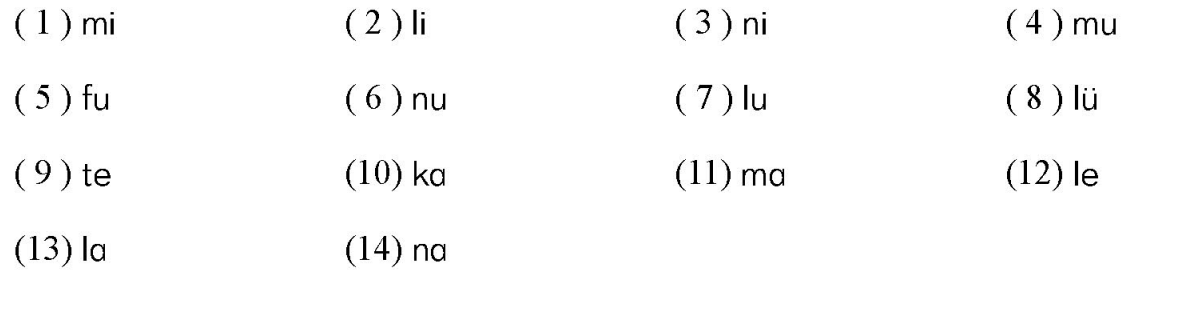 ( 1 ) mi ( 2 ) li ( 3 ) ni ( 4 ) mu
( 5 ) fu ( 6 ) nu ( 7 ) lu ( 8 ) lü
( 9 ) te (10) ka (11) ma (12) le
(13) la (14) na